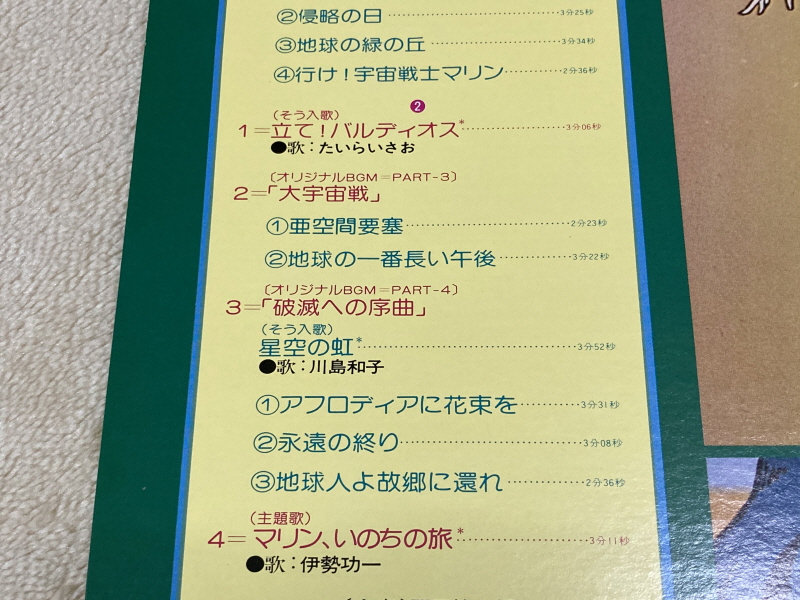 ②侵略の日 3分25秒
③地球の緑の丘 3分34秒
④行け!宇宙戦士マリン 2分36秒
2
(そう入歌)
1=立て!バルディオス* 3分06秒
●歌:たいらいさお
〔オリジナルBGM=PART-3〕
2=「大宇宙戦」
①亜空間要塞 2分23秒
②地球の一番長い午後 3分22秒
〔オリジナルBGM=PART-4〕
3=「破滅への序曲」
(そう入歌)
星空の虹* 3分52秒
●歌:川島和子
①アフロディアに花束を 3分31秒
②永遠の終り 3分08秒
③地球人よ故郷に還れ 2分36秒
(主題歌)
4=マリン、いのちの旅* 3分11秒
●歌:伊勢功一